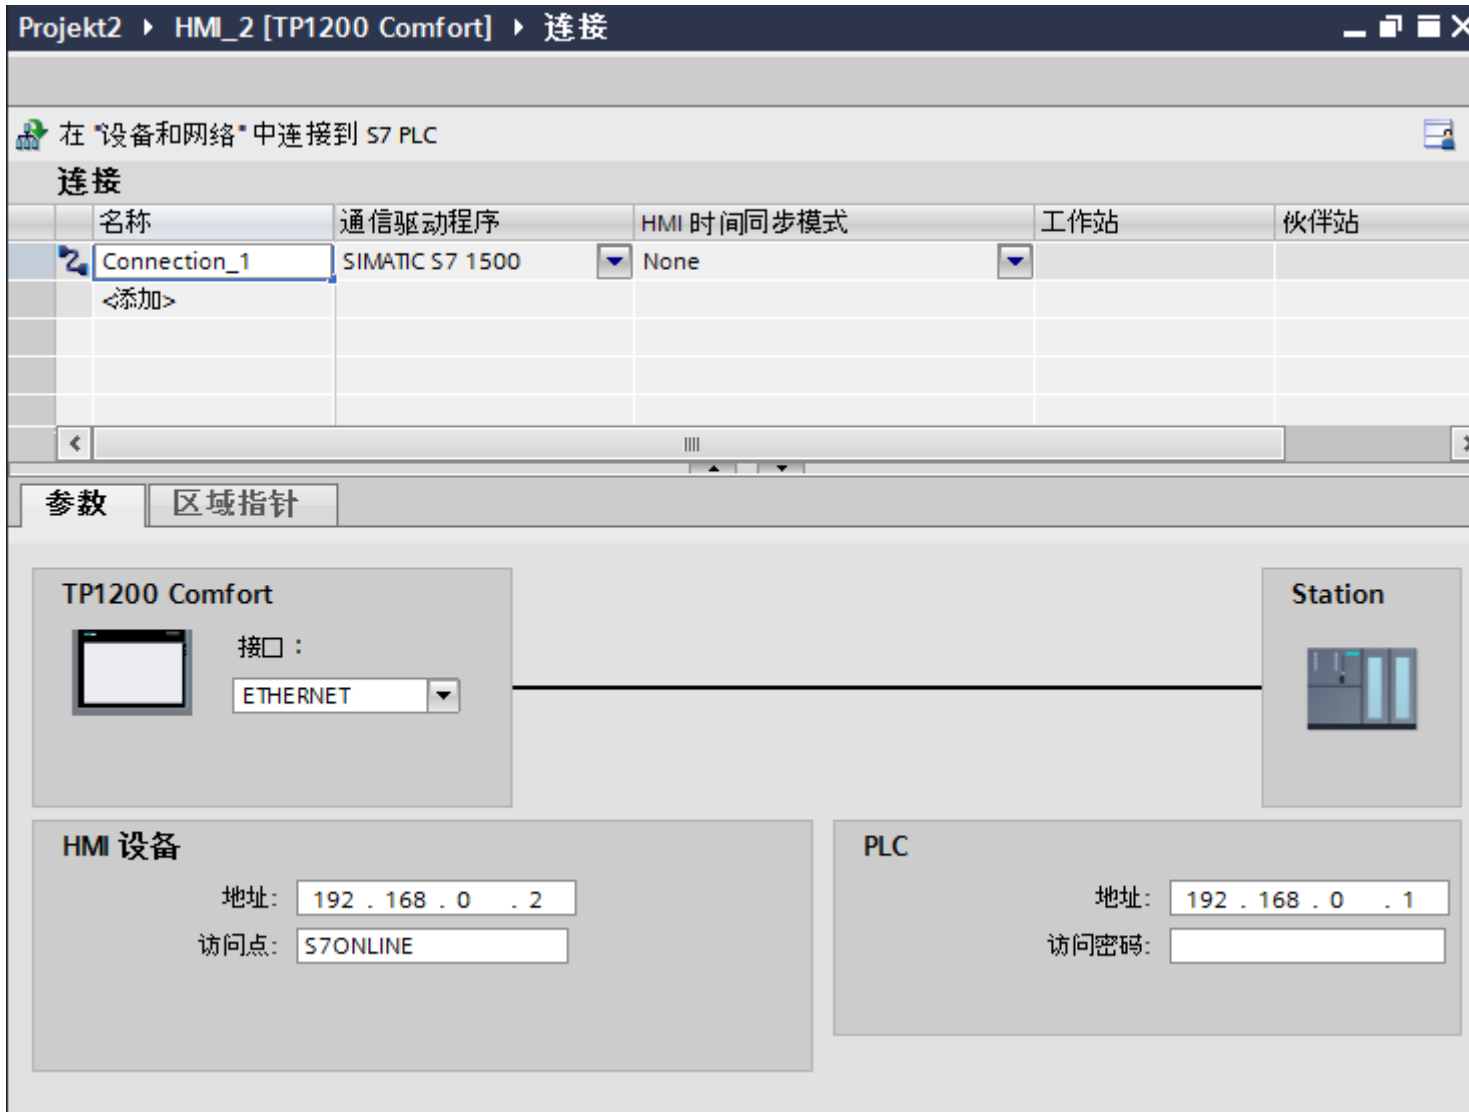 Projekt2 ▸ HMI_2 [TP1200 Comfort] ▸ 连接
在 "设备和网络" 中连接到 S7 PLC
连接
名称 通信驱动程序 HMI 时间同步模式 工作站 伙伴站
Connection_1 SIMATIC S7 1500 None
<添加>
参数 区域指针
TP1200 Comfort Station
接口：
ETHERNET
HMI 设备 PLC
地址: 192 . 168 . 0 . 2 地址: 192 . 168 . 0 . 1
访问点: S7ONLINE 访问密码: